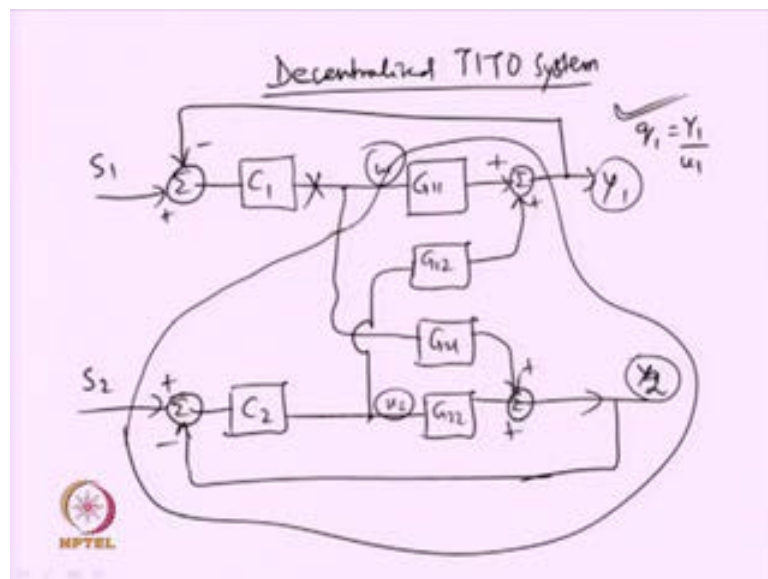 Decentralized TITO System
q₁ = Y₁
u₁
S₁
+
-
Σ
C₁
u₁
G₁₁
+
Σ
+
Y₁
G₁₂
G₂₁
S₂
+
-
Σ
C₂
u₂
G₂₂
+
Σ
+
Y₂
NPTEL